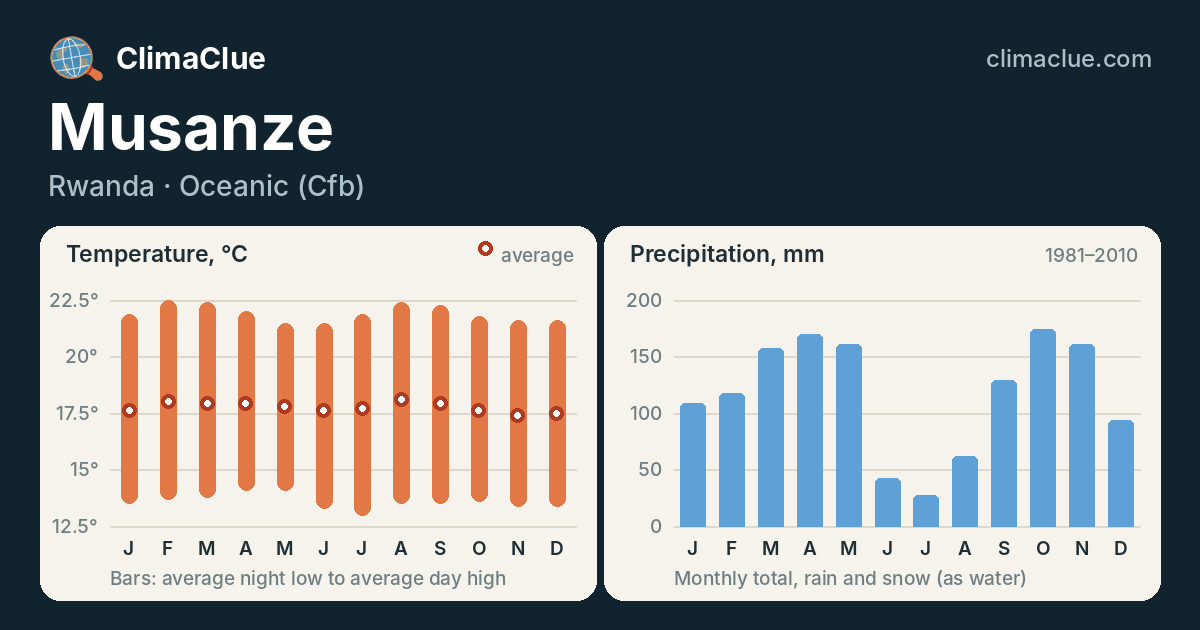 ClimaClue
climaclue.com
Musanze
Rwanda · Oceanic (Cfb)
Temperature, °C
average
22.5°
20°
17.5°
15°
12.5°
J F M A M J J A S O N D
Bars: average night low to average day high
Precipitation, mm
1981–2010
200
150
100
50
0
J F M A M J J A S O N D
Monthly total, rain and snow (as water)